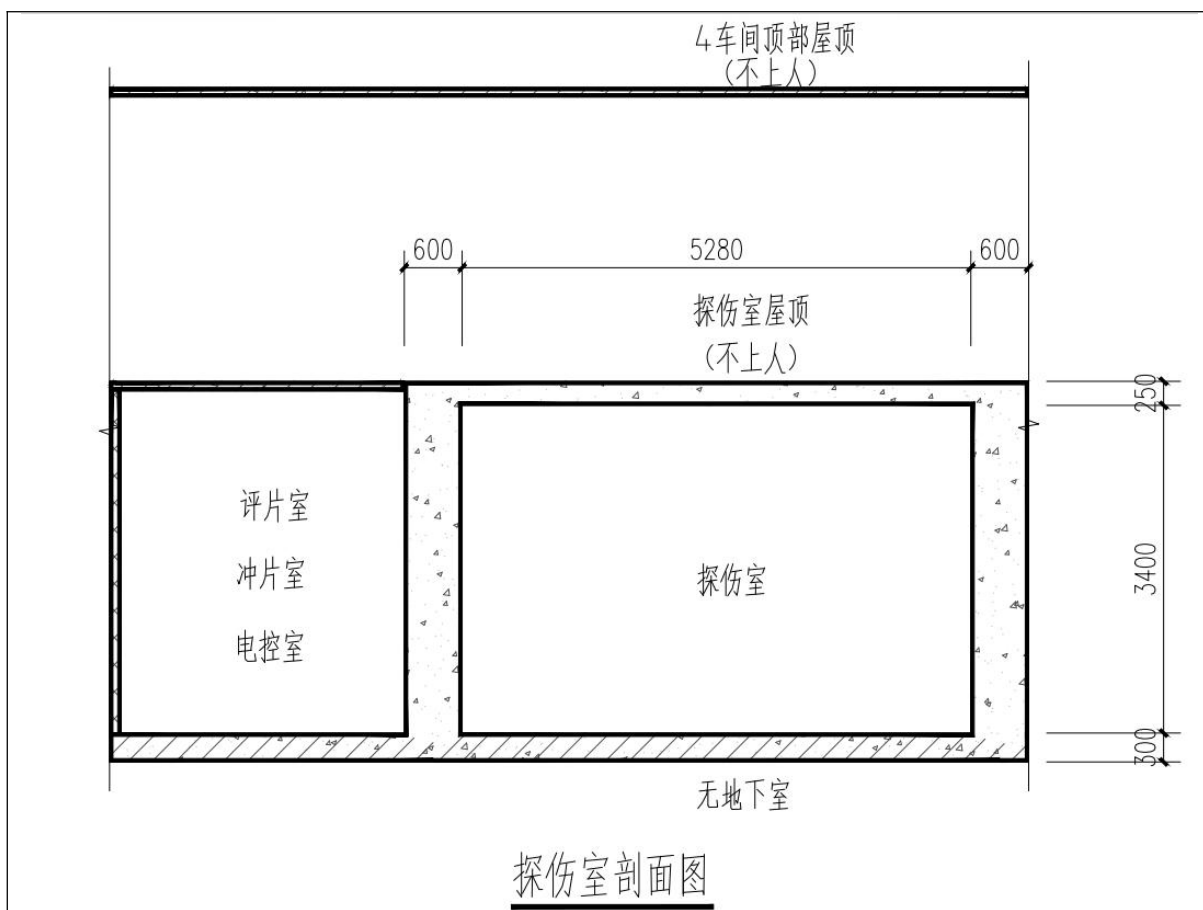 4车间顶部屋顶
（不上人）
600
5280
600
探伤室屋顶
（不上人）
250
评片室
冲片室
电控室
探伤室
3400
300
无地下室
探伤室剖面图